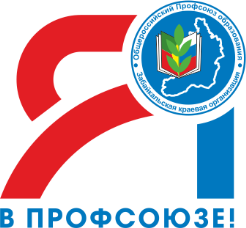 Я
Общероссийский Профсоюз образования
Забайкальская краевая организация
В ПРОФСОЮЗЕ!